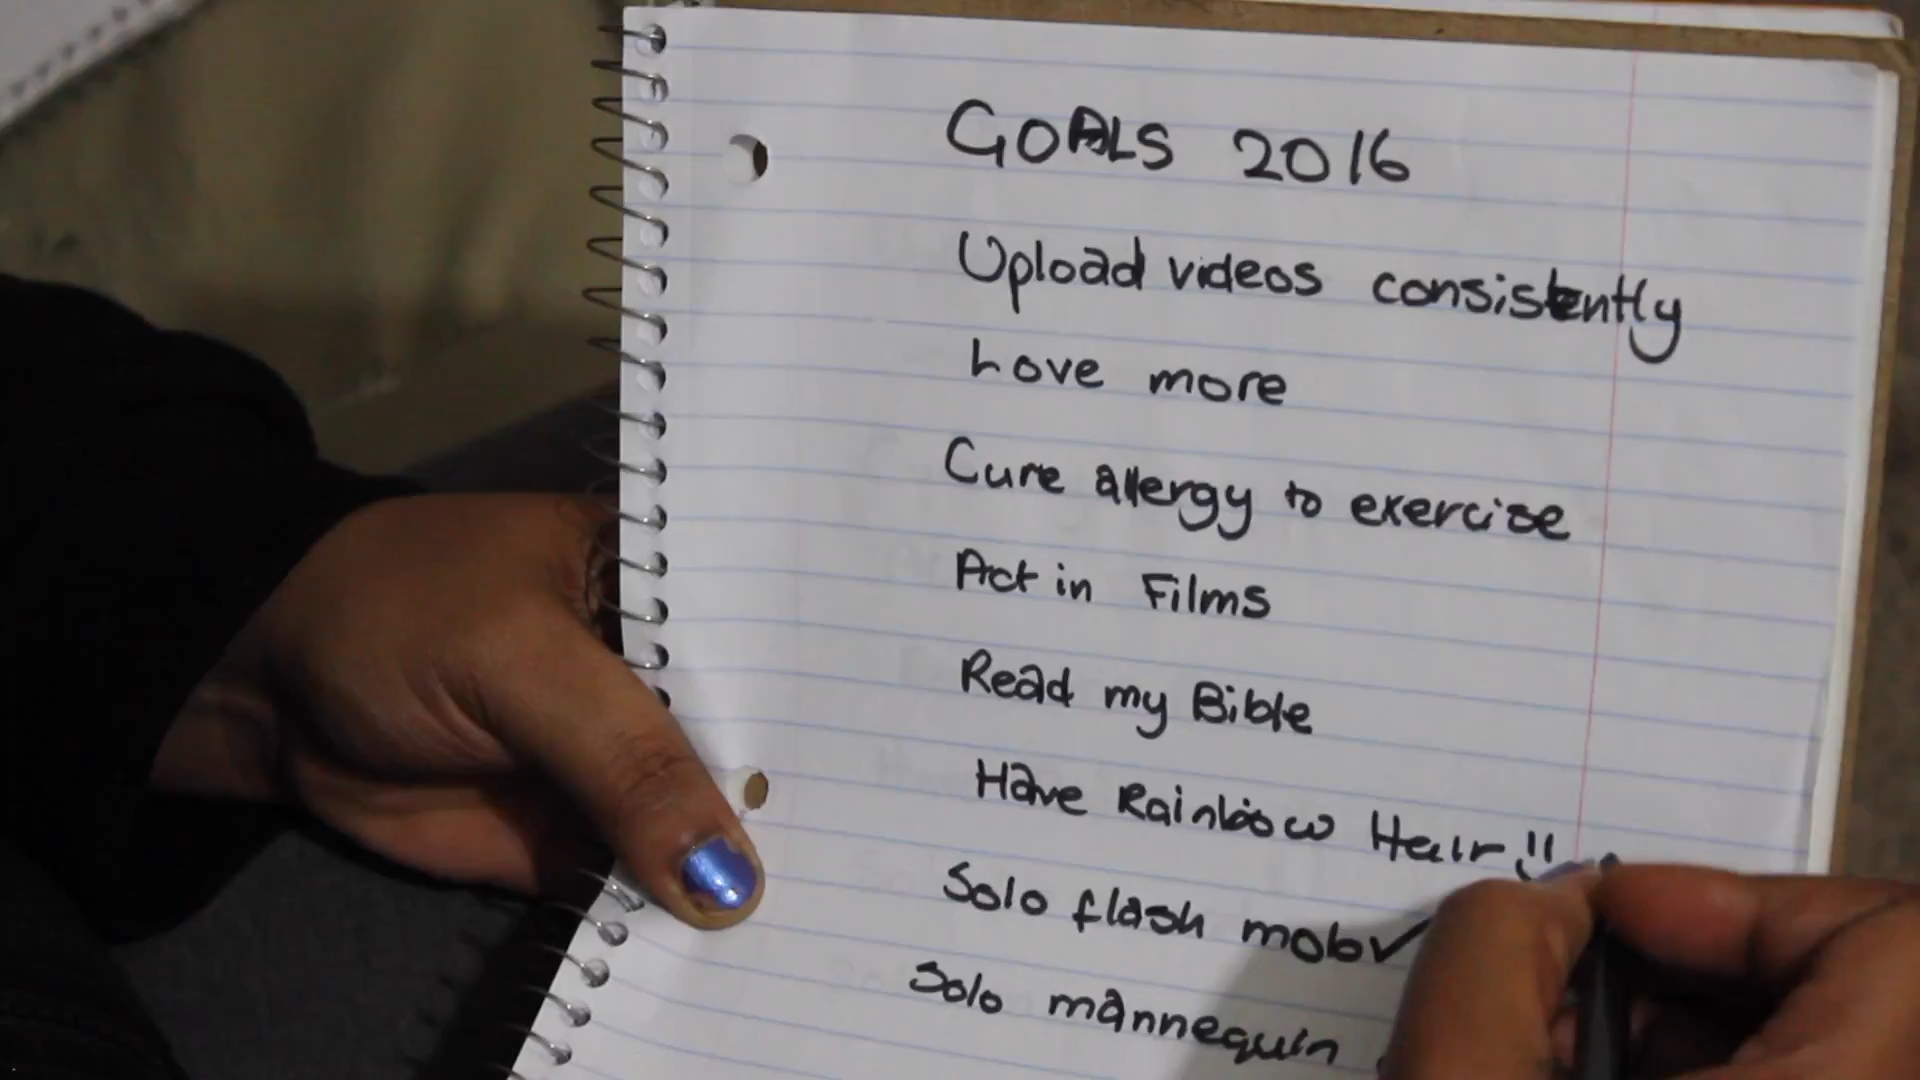 GOALS 2016
Upload videos consistently
Love more
Cure allergy to exercise
Act in Films
Read my Bible
Have Rainbow Hair!!
Solo flash mob✓
Solo mannequin